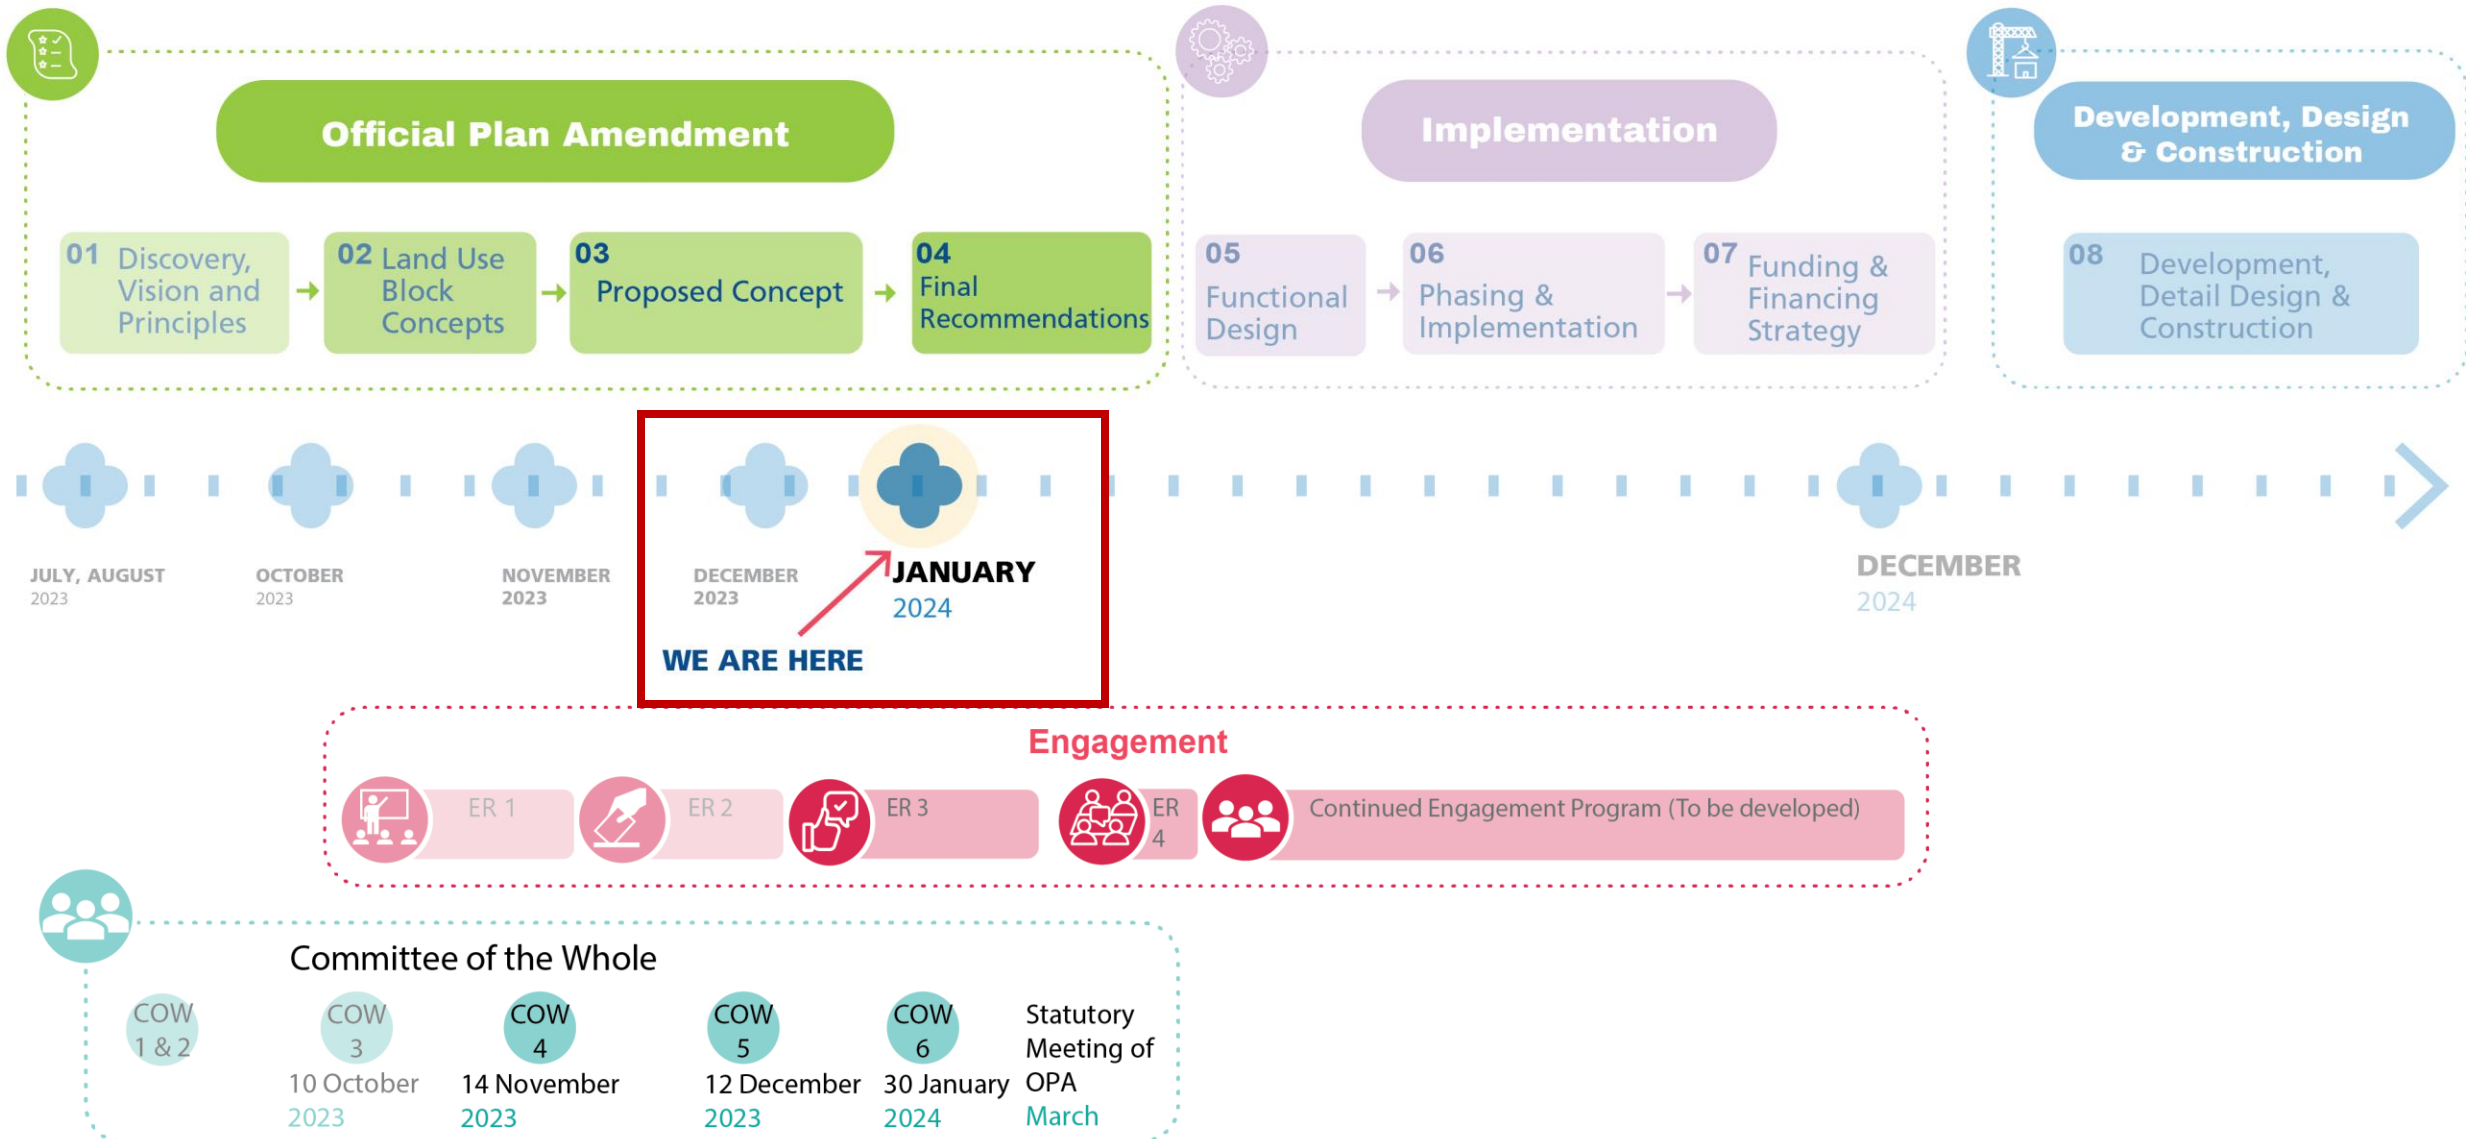 Official Plan Amendment
Implementation
Development, Design
& Construction
01 Discovery,
Vision and
Principles
02 Land Use
Block
Concepts
03
Proposed Concept
04
Final
Recommendations
05
Functional
Design
06
Phasing &
Implementation
07 Funding &
Financing
Strategy
08 Development,
Detail Design &
Construction
JULY, AUGUST
2023
OCTOBER
2023
NOVEMBER
2023
DECEMBER
2023
JANUARY
2024
DECEMBER
2024
WE ARE HERE
Engagement
ER 1
ER 2
ER 3
ER
4
Continued Engagement Program (To be developed)
Committee of the Whole
COW
1 & 2
COW
3
10 October
2023
COW
4
14 November
2023
COW
5
12 December
2023
COW
6
30 January
2024
Statutory
Meeting of
OPA
March